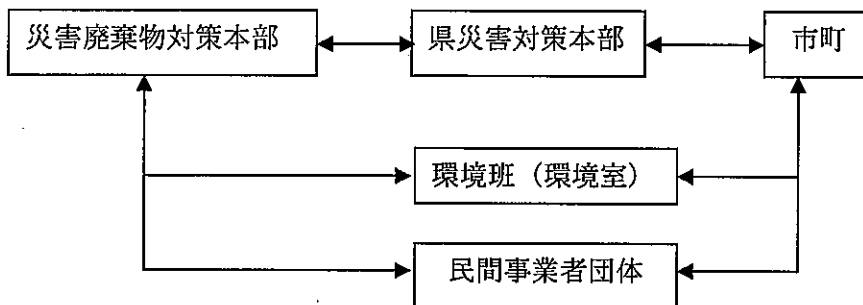 災害廃棄物対策本部
県災害対策本部
市町
環境班（環境室）
民間事業者団体